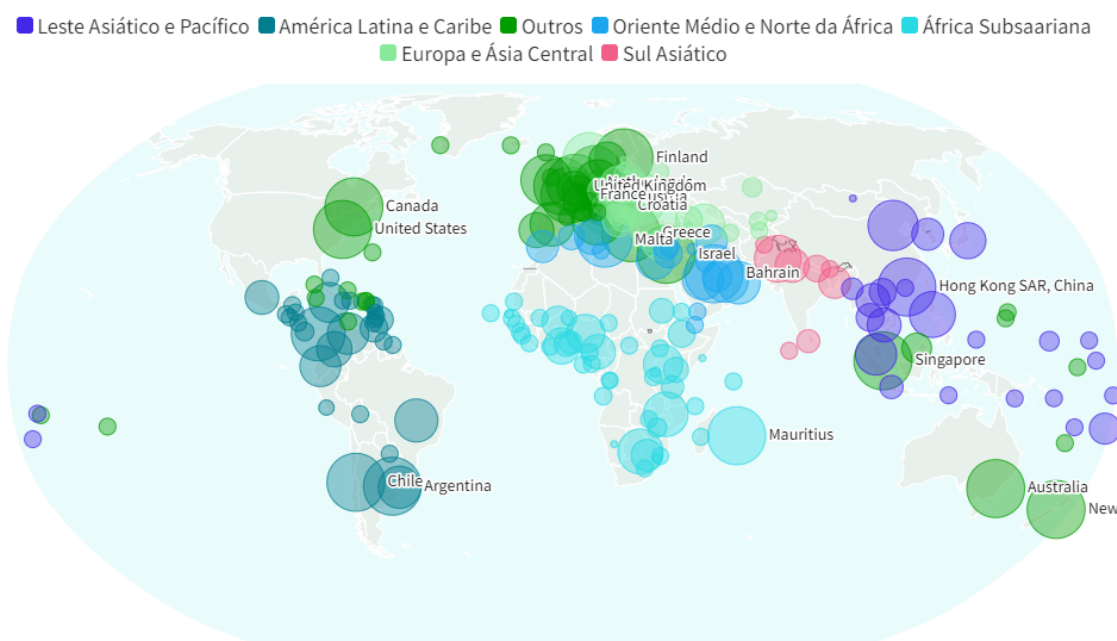 Leste Asiático e Pacífico América Latina e Caribe Outros Oriente Médio e Norte da África África Subsaariana
Europa e Ásia Central Sul Asiático
Finland
United Kingdom
France
Croatia
Canada
United States
Greece
Malta
Israel
Bahrain
Hong Kong SAR, China
Singapore
Mauritius
Chile
Argentina
Australia
New